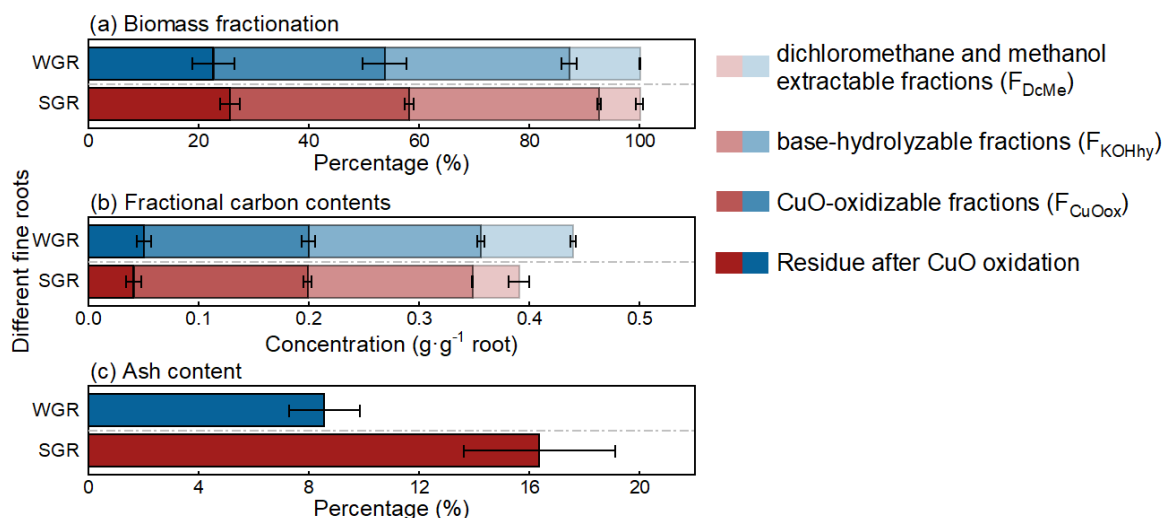 (a) Biomass fractionation
WGR
SGR
0 20 40 60 80 100
Percentage (%)
(b) Fractional carbon contents
WGR
SGR
0.0 0.1 0.2 0.3 0.4 0.5
Concentration (g·g⁻¹ root)
(c) Ash content
WGR
SGR
0 4 8 12 16 20
Percentage (%)
Different fine roots
dichloromethane and methanol
extractable fractions (F_DcMe)
base-hydrolyzable fractions (F_KOHhy)
CuO-oxidizable fractions (F_CuOox)
Residue after CuO oxidation